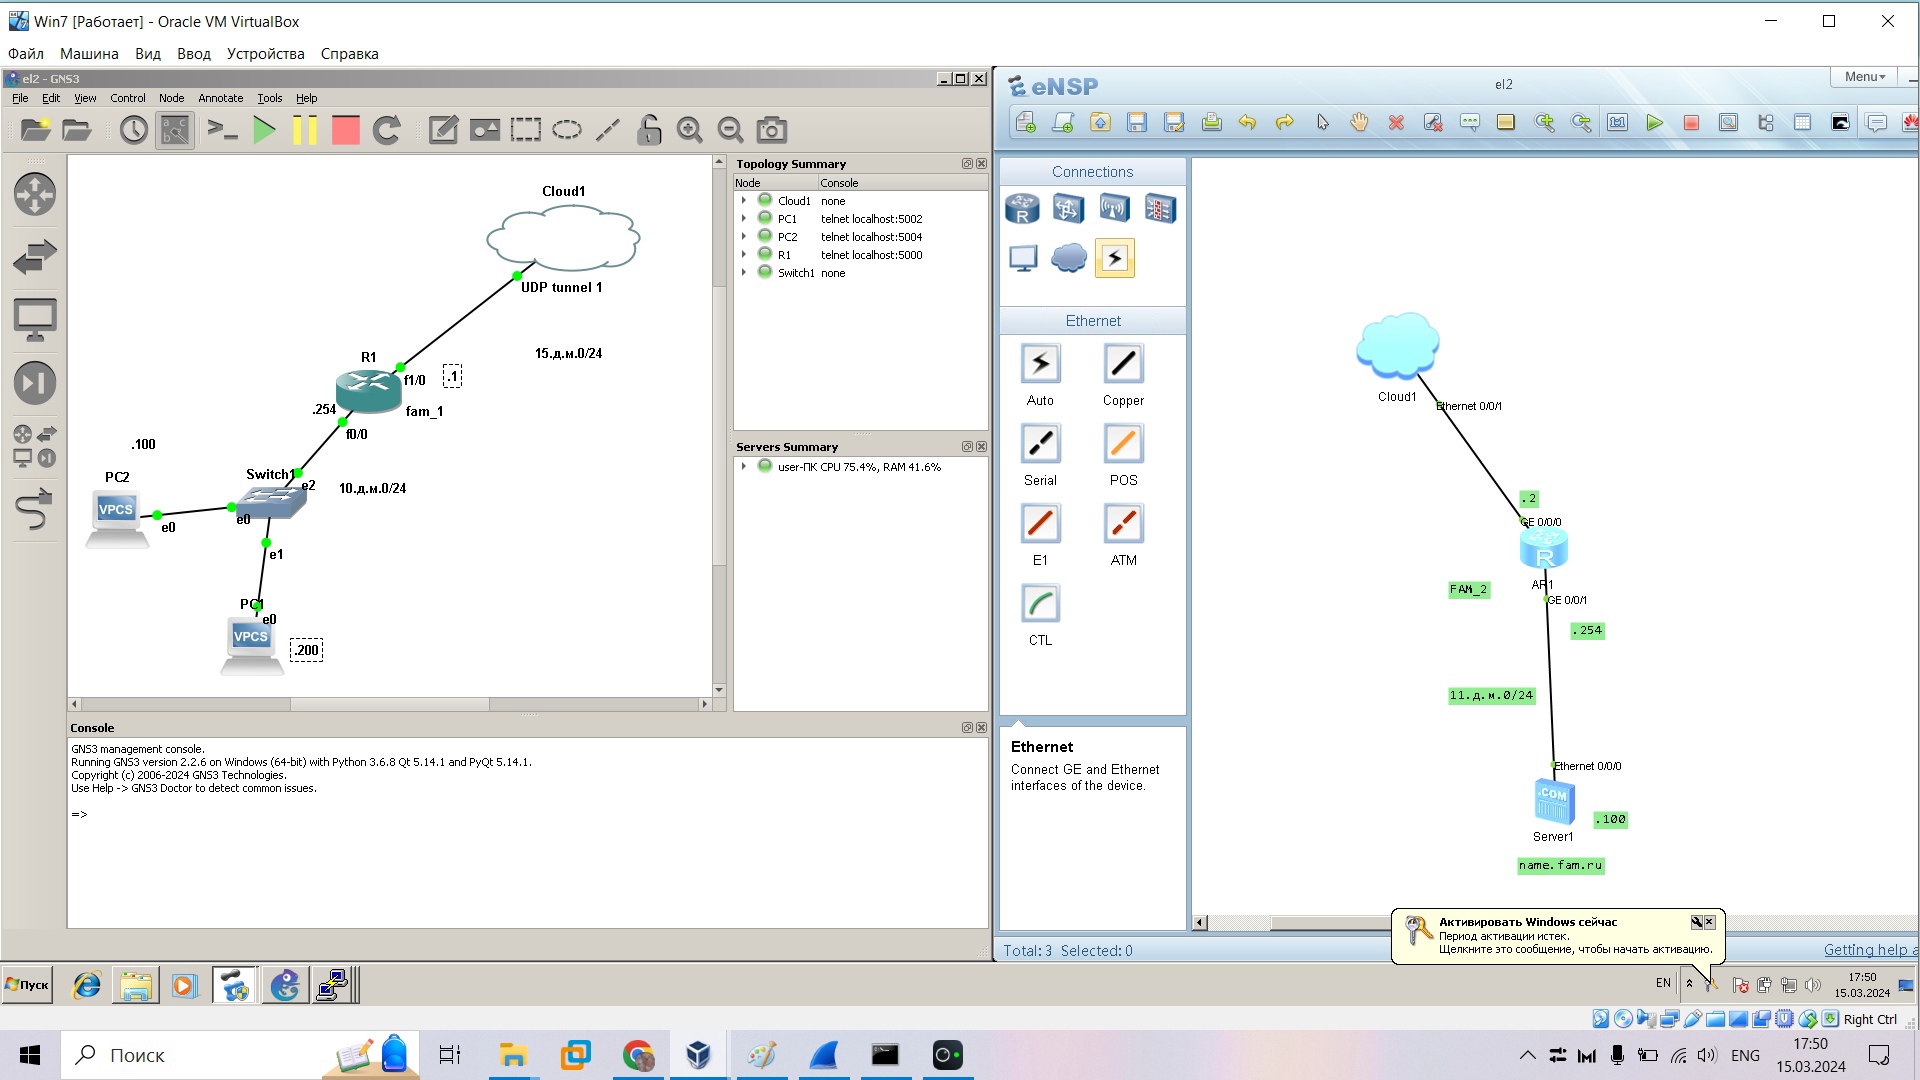 Win7 [Работает] - Oracle VM VirtualBox
Файл Машина Вид Ввод Устройства Справка
el2 - GNS3
File Edit View Control Node Annotate Tools Help
Cloud1
UDP tunnel 1
15.д.м.0/24
R1
f1/0
.1
.254
fam_1
f0/0
.100
PC2
Switch1
e2
10.д.м.0/24
VPCS
e0
e0
e1
PC1
e0
VPCS
.200
Topology Summary
Node Console
Cloud1 none
PC1 telnet localhost:5002
PC2 telnet localhost:5004
R1 telnet localhost:5000
Switch1 none
Servers Summary
user-ПК CPU 75.4%, RAM 41.6%
Console
GNS3 management console.
Running GNS3 version 2.2.6 on Windows (64-bit) with Python 3.6.8 Qt 5.14.1 and PyQt 5.14.1.
Copyright (c) 2006-2024 GNS3 Technologies.
Use Help -> GNS3 Doctor to detect common issues.
=>
eNSP
el2
Menu
1:1
Connections
R
Ethernet
Auto
Copper
Serial
POS
E1
ATM
CTL
Ethernet
Connect GE and Ethernet
interfaces of the device.
Cloud1
Ethernet 0/0/1
.2
GE 0/0/0
R
AR1
FAM_2
GE 0/0/1
.254
11.д.м.0/24
Ethernet 0/0/0
.COM
.100
Server1
name.fam.ru
Total: 3 Selected: 0
Getting help a
Активировать Windows сейчас
Период активации истек.
Щелкните это сообщение, чтобы начать активацию.
Пуск
EN
17:50
15.03.2024
Right Ctrl
Поиск
ENG
17:50
15.03.2024